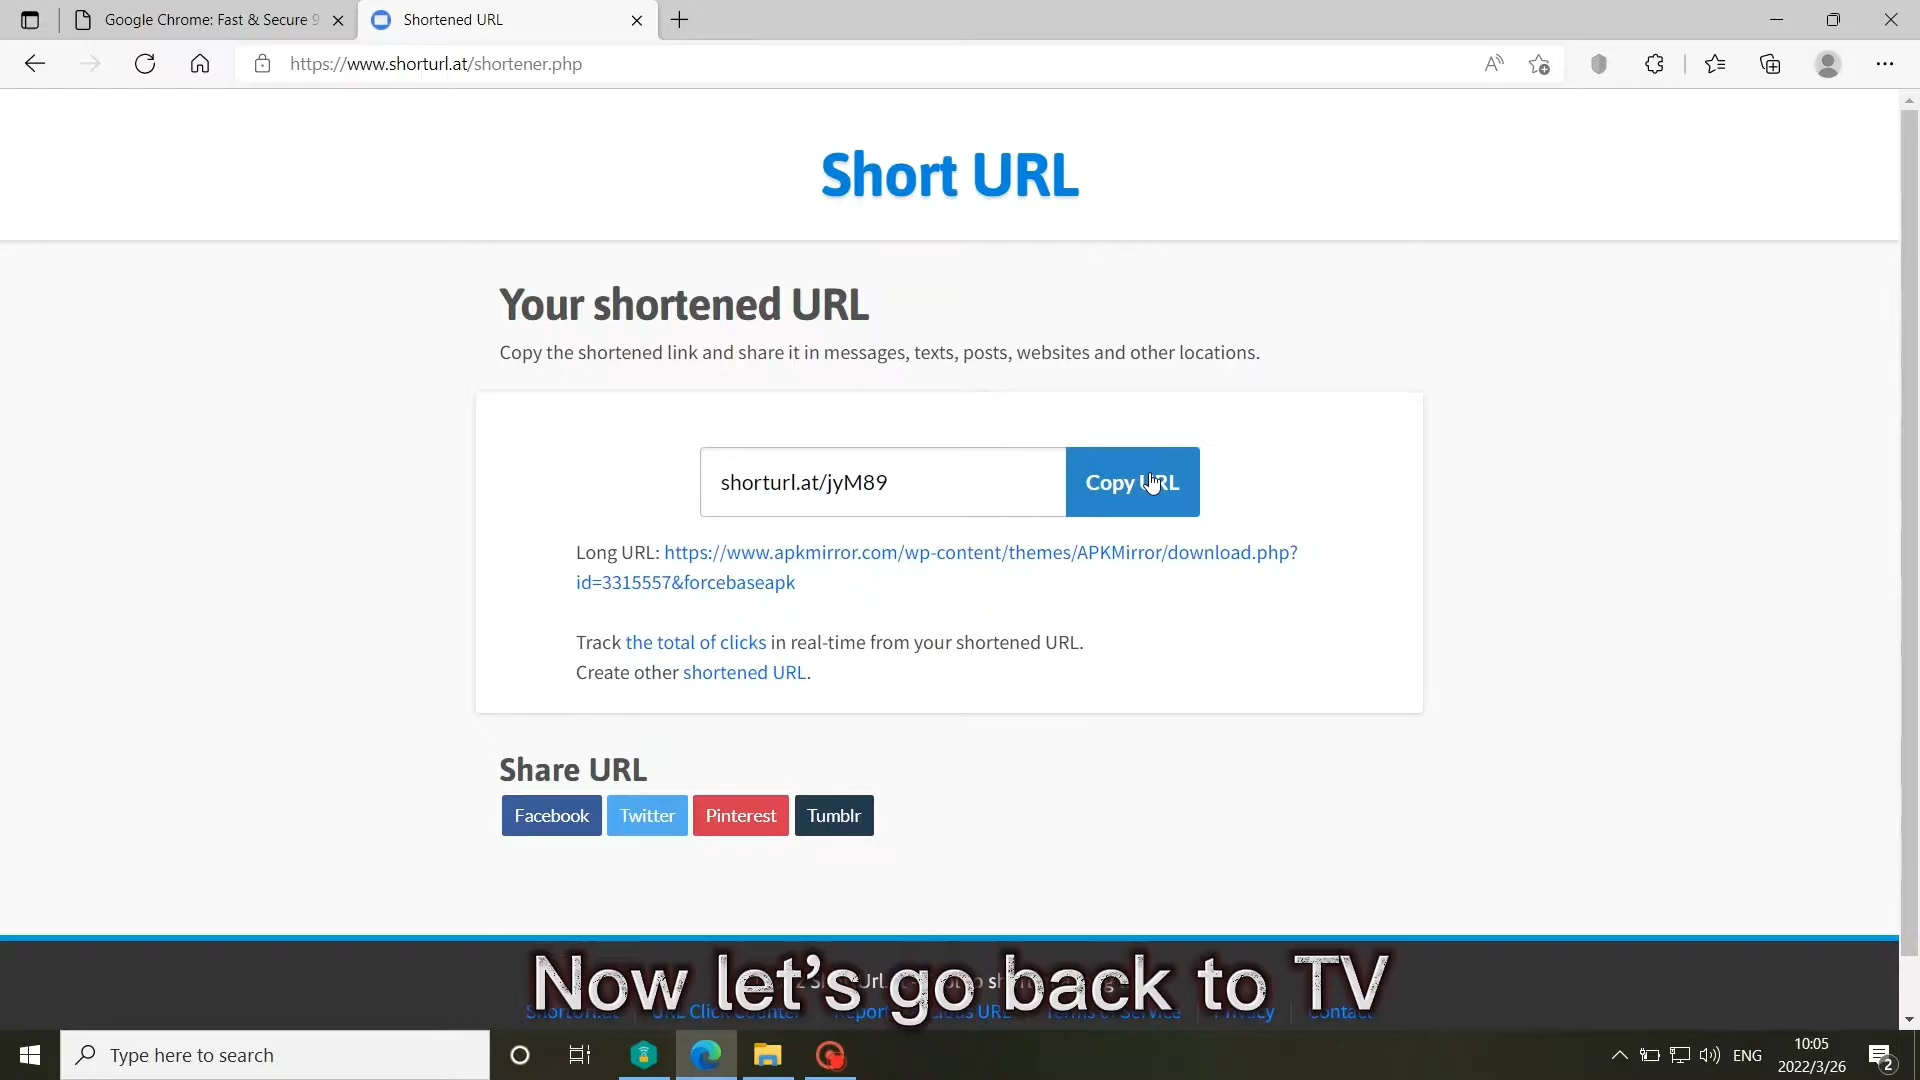 Google Chrome: Fast & Secure 9
Shortened URL
https://www.shorturl.at/shortener.php
Short URL
Your shortened URL
Copy the shortened link and share it in messages, texts, posts, websites and other locations.
shorturl.at/jyM89
Copy URL
Long URL: https://www.apkmirror.com/wp-content/themes/APKMirror/download.php?
id=3315557&forcebaseapk
Track the total of clicks in real-time from your shortened URL.
Create other shortened URL.
Share URL
Facebook Twitter Pinterest Tumblr
Now let's go back to TV
Type here to search
ENG
10:05
2022/3/26
2